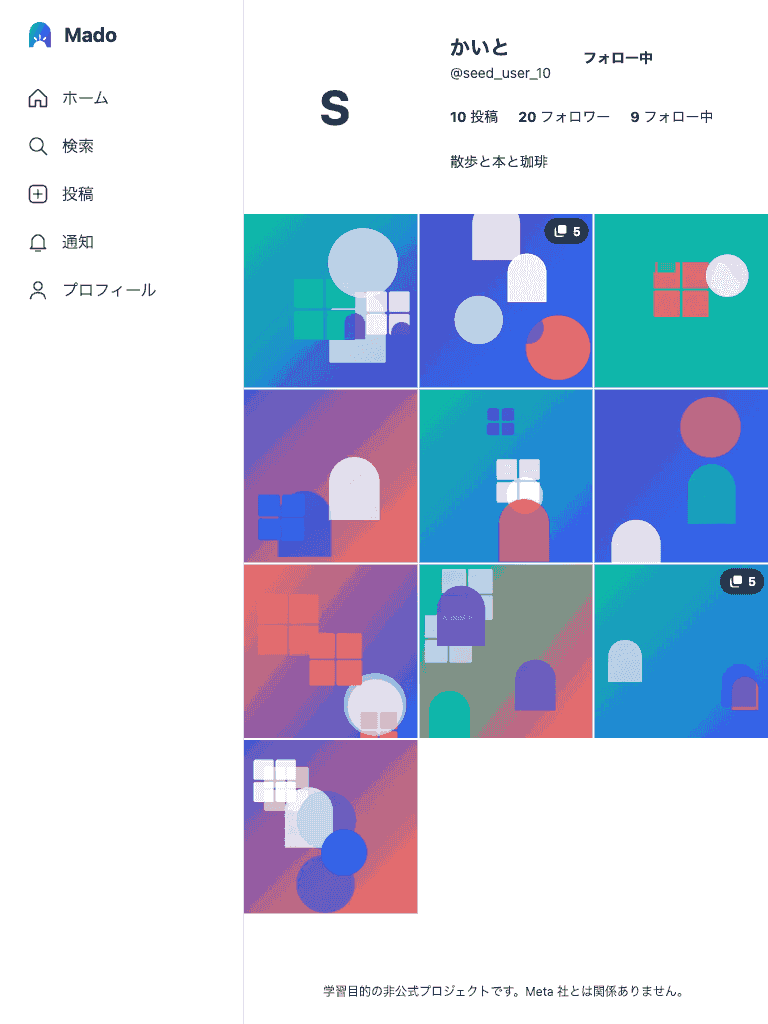 Mado
ホーム
検索
投稿
通知
プロフィール
S
かいと
@seed_user_10
フォロー中
10 投稿 20 フォロワー 9 フォロー中
散歩と本と珈琲
5
5
学習目的の非公式プロジェクトです。Meta 社とは関係ありません。